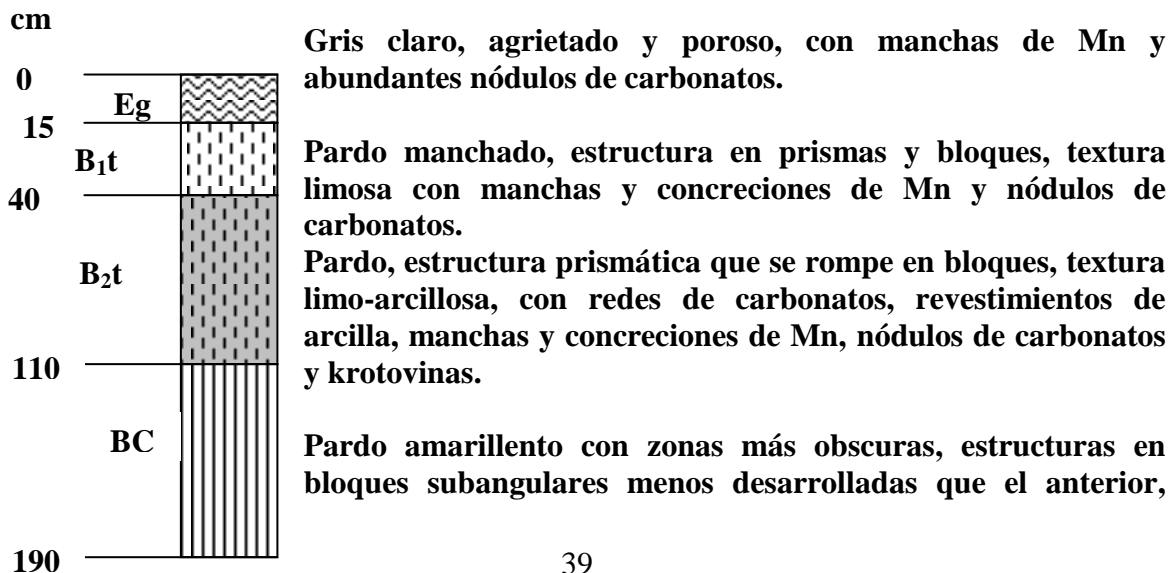 cm
0
Eg
15
B₁t
40
B₂t
110
BC
190
Gris claro, agrietado y poroso, con manchas de Mn y
abundantes nódulos de carbonatos.
Pardo manchado, estructura en prismas y bloques, textura
limosa con manchas y concreciones de Mn y nódulos de
carbonatos.
Pardo, estructura prismática que se rompe en bloques, textura
limo-arcillosa, con redes de carbonatos, revestimientos de
arcilla, manchas y concreciones de Mn, nódulos de carbonatos
y krotovinas.
Pardo amarillento con zonas más obscuras, estructuras en
bloques subangulares menos desarrolladas que el anterior,
39